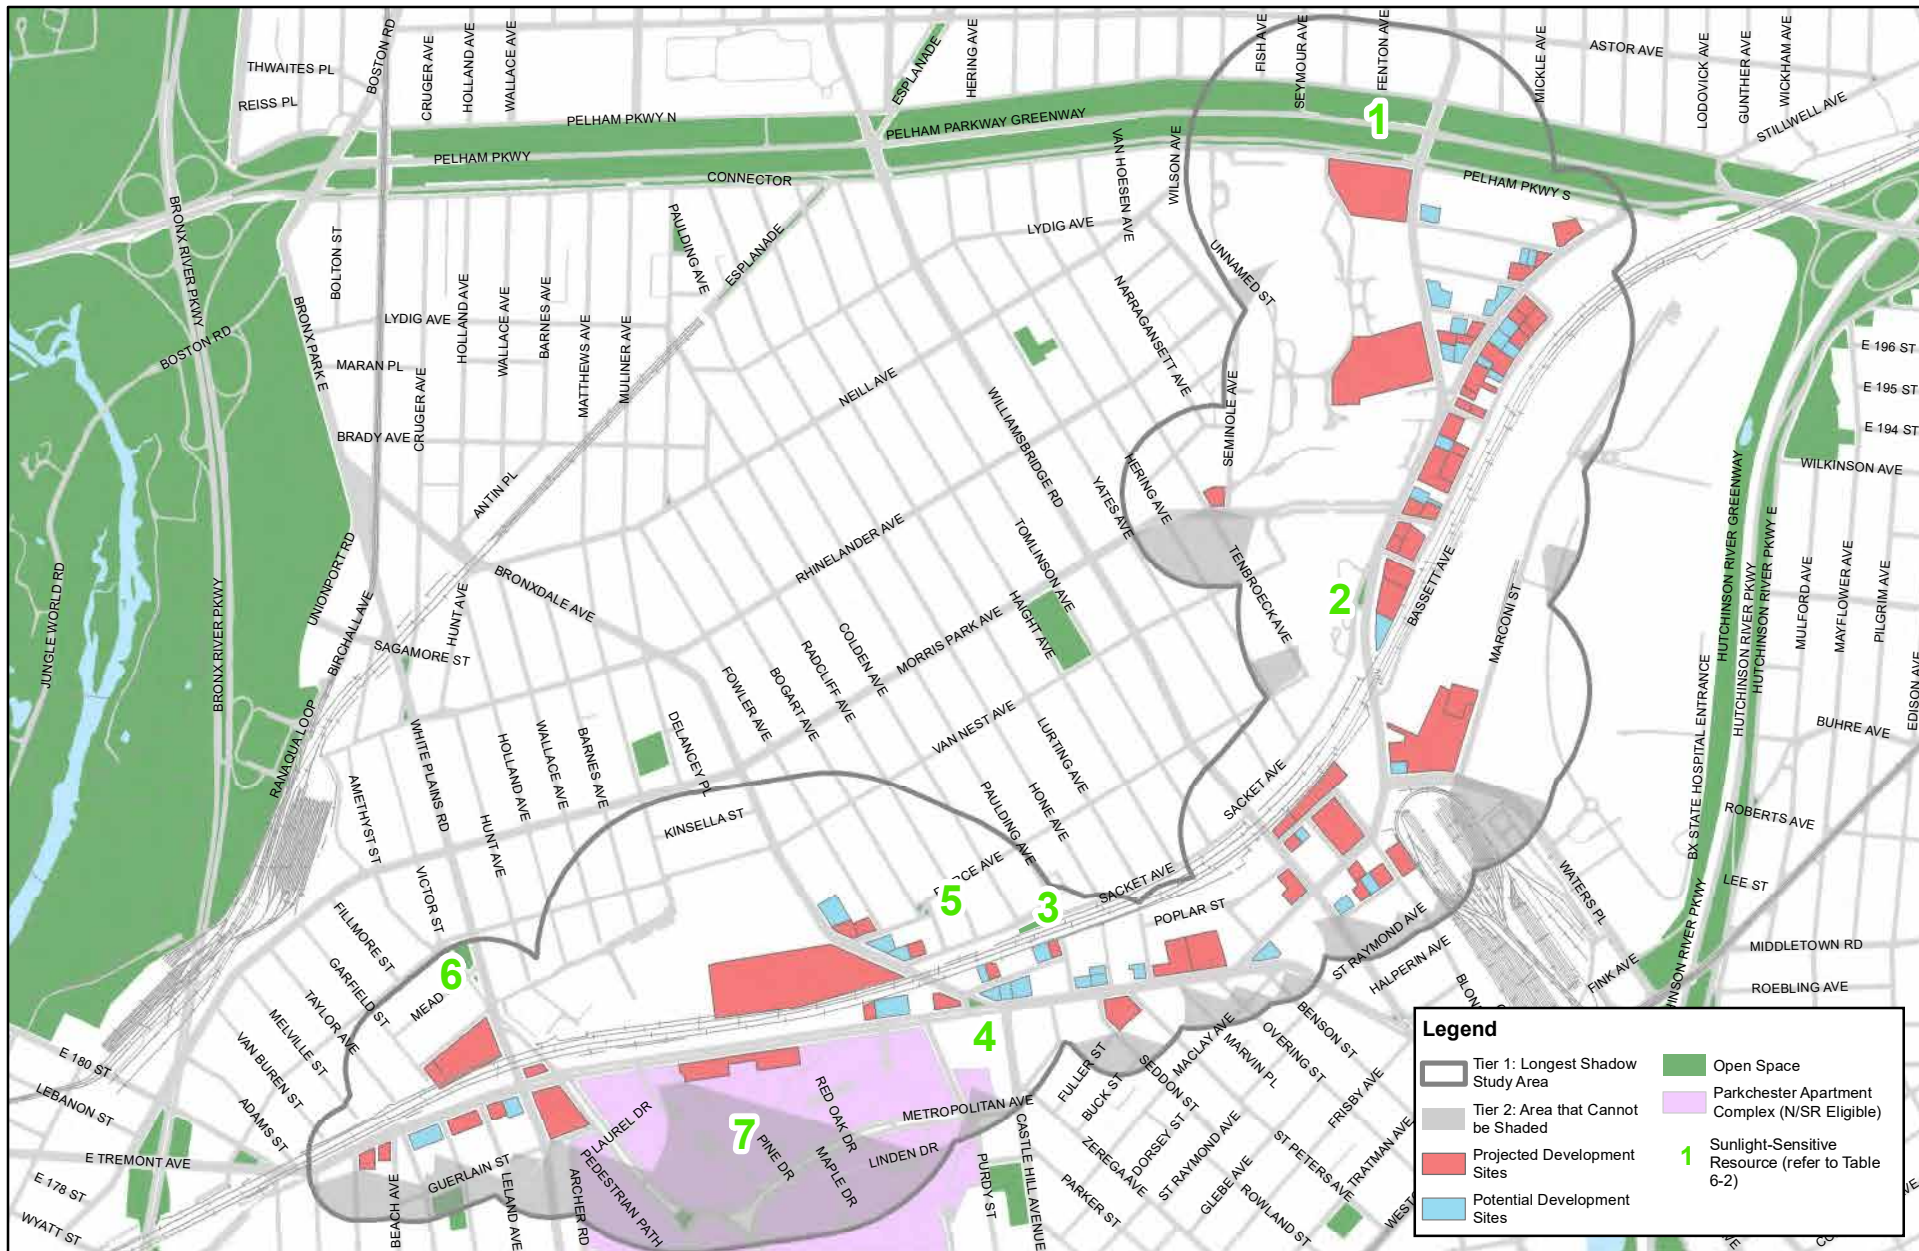 THWAITES PL
REISS PL
BOSTON RD
CRUGER AVE
HOLLAND AVE
WALLACE AVE
ESPLANADE
HERING AVE
FISH AVE
SEYMOUR AVE
FENTON AVE
MICKLE AVE
ASTOR AVE
LODOVICK AVE
GUNTHER AVE
WICKHAM AVE
STILLWELL AVE
PELHAM PKWY N
PELHAM PARKWAY GREENWAY
PELHAM PKWY
CONNECTOR
VAN HOESEN AVE
WILSON AVE
1
PELHAM PKWY S
BRONX RIVER PKWY
BOLTON ST
PAULDING AVE
ESPLANADE
LYDIG AVE
UNNAMED ST
NARRAGANSETT AVE
BOSTON RD
BRONX PARK E
LYDIG AVE
MARAN PL
CRUGER AVE
HOLLAND AVE
WALLACE AVE
BARNES AVE
MATTHEWS AVE
MULINER AVE
BRADY AVE
NEILL AVE
WILLIAMSBRIDGE RD
SEMINOLE AVE
E 196 ST
E 195 ST
E 194 ST
WILKINSON AVE
ANTIN PL
HERING AVE
YATES AVE
RHINELANDER AVE
TOMLINSON AVE
HAIGHT AVE
TENBROECK AVE
2
BASSETT AVE
MARCONI ST
HUTCHINSON RIVER GREENWAY
HUTCHINSON RIVER PKWY
HUTCHINSON RIVER PKWY E
MULFORD AVE
MAYFLOWER AVE
PILGRIM AVE
EDISON AVE
JUNGLE WORLD RD
BRONX RIVER PKWY
UNIONPORT RD
BIRCHALL AVE
BRONXDALE AVE
HUNT AVE
SAGAMORE ST
MORRIS PARK AVE
COLDEN AVE
RADCLIFF AVE
BOGART AVE
FOWLER AVE
DELANCEY PL
VAN NEST AVE
LURTING AVE
HONE AVE
PAULDING AVE
SACKET AVE
BX STATE HOSPITAL ENTRANCE
BUHRE AVE
ROBERTS AVE
LEE ST
RANAQUA LOOP
AMETHYST ST
WHITE PLAINS RD
HOLLAND AVE
WALLACE AVE
BARNES AVE
HUNT AVE
VICTOR ST
KINSELLA ST
5
3
SACKET AVE
POPLAR ST
WATERS PL
ST RAYMOND AVE
HALPERIN AVE
FINK AVE
MIDDLETOWN RD
ROEBLING AVE
FILLMORE ST
GARFIELD ST
TAYLOR AVE
MELVILLE ST
VAN BUREN ST
ADAMS ST
MEAD
6
4
E 180 ST
LEBANON ST
E TREMONT AVE
E 178 ST
WYATT ST
BEACH AVE
GUERLAIN ST
LELAND AVE
ARCHER RD
PEDESTRIAN PATH
LAUREL DR
7
PINE DR
RED OAK DR
MAPLE DR
LINDEN DR
METROPOLITAN AVE
PURDY ST
CASTLE HILL AVENUE
FULLER ST
BUCK ST
SEDDON ST
MACLAY AVE
MARVIN PL
OVERING ST
BENSON ST
FRISBY AVE
TRATMAN AVE
ZEREGA AVE
DORSEY ST
ST RAYMOND AVE
ST PETERS AVE
GLEBE AVE
ROWLAND ST
PARKER ST
Legend
Tier 1: Longest Shadow
Study Area
Tier 2: Area that Cannot
be Shaded
Projected Development
Sites
Potential Development
Sites
Open Space
Parkchester Apartment
Complex (N/SR Eligible)
1
Sunlight-Sensitive
Resource (refer to Table
6-2)